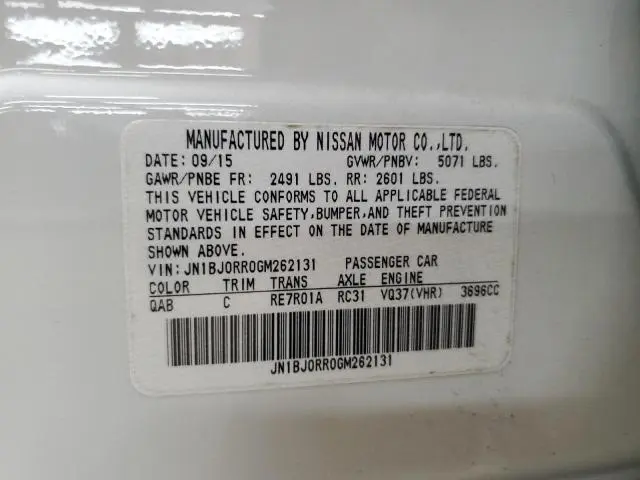 MANUFACTURED BY NISSAN MOTOR CO.,LTD.
DATE: 09/15 GVWR/PNBV: 5071 LBS.
GAWR/PNBE FR: 2491 LBS. RR: 2601 LBS.
THIS VEHICLE CONFORMS TO ALL APPLICABLE FEDERAL
MOTOR VEHICLE SAFETY,BUMPER,AND THEFT PREVENTION
STANDARDS IN EFFECT ON THE DATE OF MANUFACTURE
SHOWN ABOVE.
VIN: JN1BJ0RR0GM262131 PASSENGER CAR
COLOR TRIM TRANS AXLE ENGINE
QAB C RE7R01A RC31 VQ37(VHR) 3696CC
JN1BJ0RR0GM262131